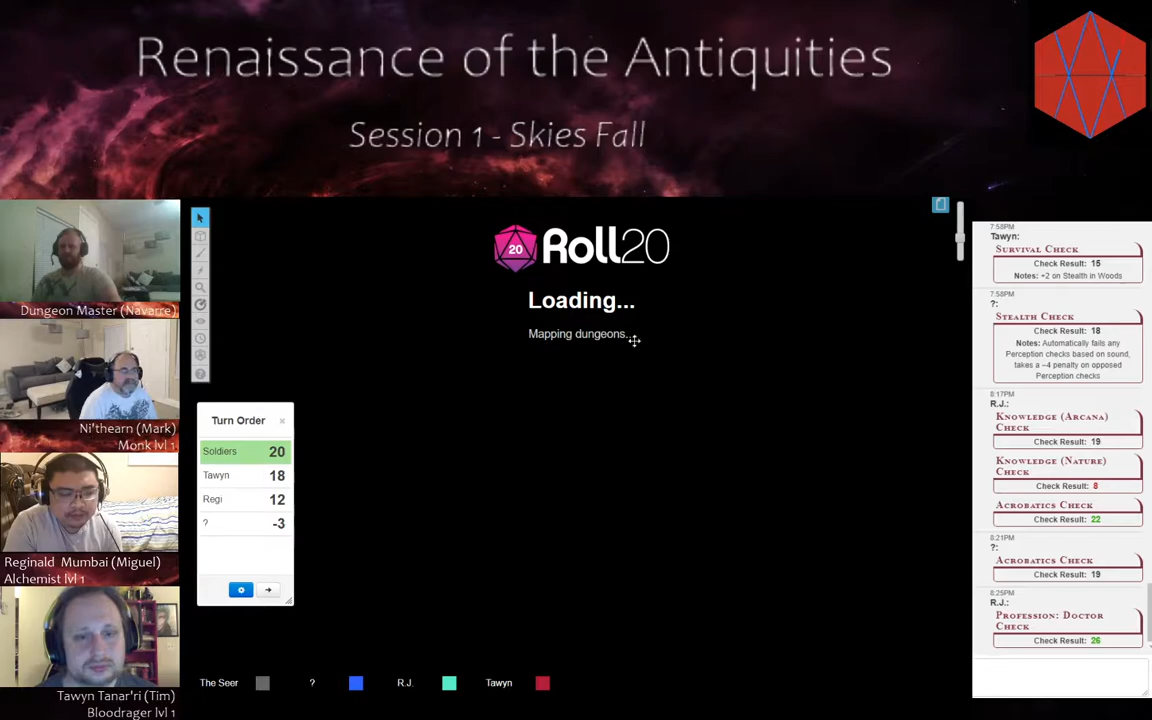 Renaissance of the Antiquities
Session 1 - Skies Fall
Dungeon Master (Navarre)
Ni'thearn (Mark)
Monk lvl 1
Reginald Mumbai (Miguel)
Alchemist lvl 1
Tawyn Tanar'ri (Tim)
Bloodrager lvl 1
20
Roll20
Loading...
Mapping dungeons...
Turn Order ×
Soldiers 20
Tawyn 18
Regi 12
? -3
The Seer
?
R.J.
Tawyn
7:58PM
Tawyn:
Survival Check
Check Result: 15
Notes: +2 on Stealth in Woods
7:58PM
?:
Stealth Check
Check Result: 18
Notes: Automatically fails any
Perception checks based on sound,
takes a –4 penalty on opposed
Perception checks
8:17PM
R.J.:
Knowledge (Arcana)
Check
Check Result: 19
Knowledge (Nature)
Check
Check Result: 8
Acrobatics Check
Check Result: 22
8:21PM
?:
Acrobatics Check
Check Result: 19
8:25PM
R.J.:
Profession: Doctor
Check
Check Result: 26